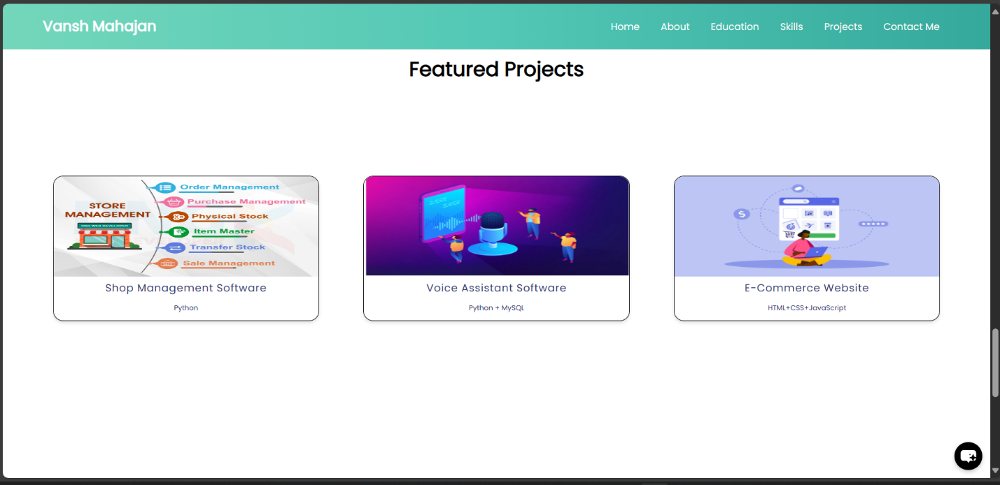 Vansh Mahajan
Home About Education Skills Projects Contact Me
Featured Projects
STORE
MANAGEMENT
Order Management
Purchase Management
Physical Stock
Item Master
Transfer Stock
Sale Management
Shop Management Software
Python
Voice Assistant Software
Python + MySQL
E-Commerce Website
HTML+CSS+JavaScript